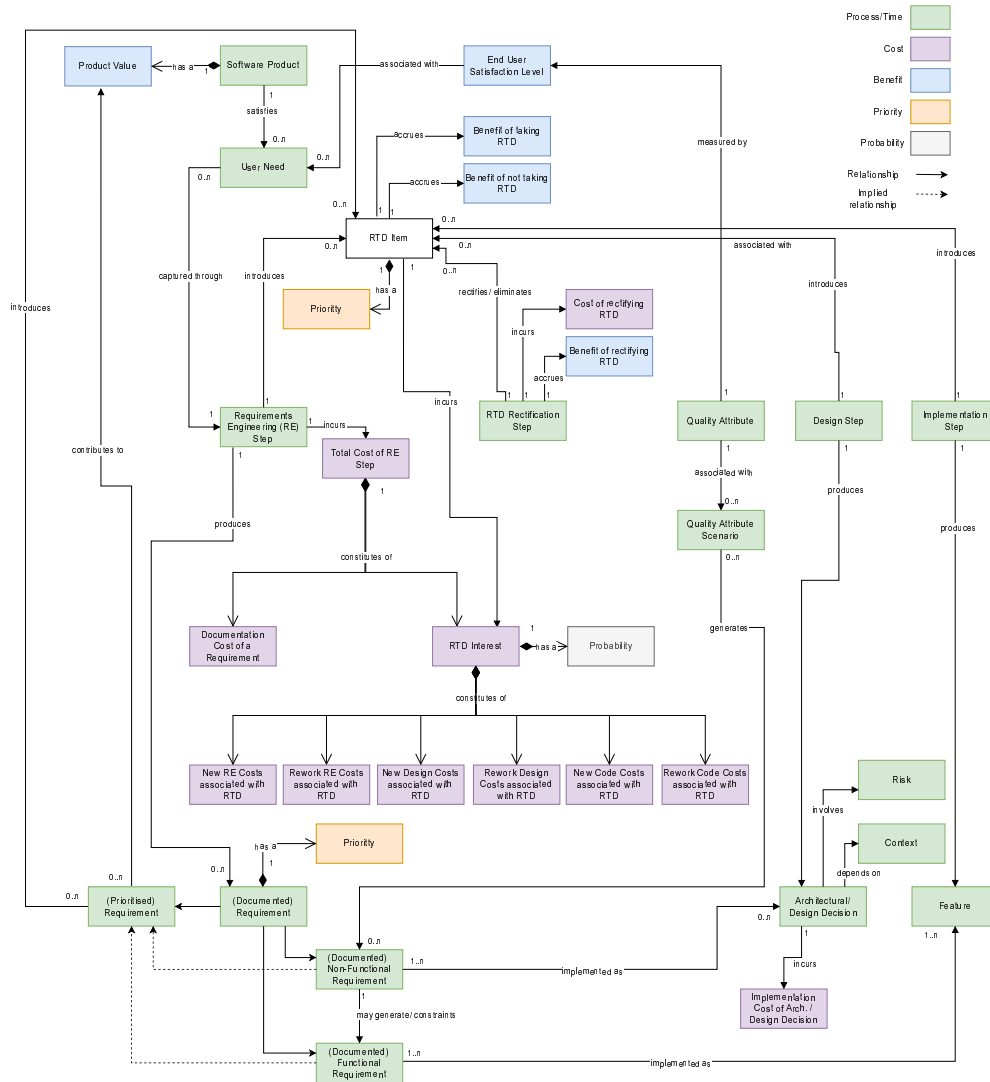 Process/Time
Cost
Benefit
Priority
Probability
Relationship
Implied
relationship
Product Value
has a
1
Software Product
1
satisfies
0..n
User Need
0..n
0..n
associated with
End User
Satisfaction Level
measured by
accrues
Benefit of taking
RTD
accrues
Benefit of not taking
RTD
1
1
0..n
0..n
RTD Item
0..n
0..n
0..n
associated with
introduces
introduces
introduces
captured through
introduces
1
has a
Prioritty
1
rectifies/ eliminates
Cost of rectifying
RTD
incurs
Benefit of rectifying
RTD
accrues
1
1
1
RTD Rectification
Step
incurs
1
1
Requirements
Engineering (RE)
Step
1
incurs
Total Cost of RE
Step
1
1
Quality Attribute
1
1
Design Step
1
1
Implementation
Step
1
contributes to
associated with
0..n
Quality Attribute
Scenario
0..n
produces
produces
produces
constitutes of
generates
Documentation
Cost of a
Requirement
RTD Interest
1
has a
Probability
constitutes of
New RE Costs
associated with
RTD
Rework RE Costs
associated with
RTD
New Design Costs
associated with
RTD
Rework Design
Costs associated
with RTD
New Code Costs
associated with
RTD
Rework Code Costs
associated with
RTD
Risk
involves
Context
depends on
has a
1
Prioritty
0..n
0..n
0..n
(Prioritised)
Requirement
(Documented)
Requirement
0..n
Architectural/
Design Decision
1
Feature
1..n
0..n
(Documented)
Non-Functional
Requirement
1..n
implemented as
incurs
Implementation
Cost of Arch. /
Design Decision
1
may generate/ constraints
(Documented)
Functional
Requirement
1..n
implemented as